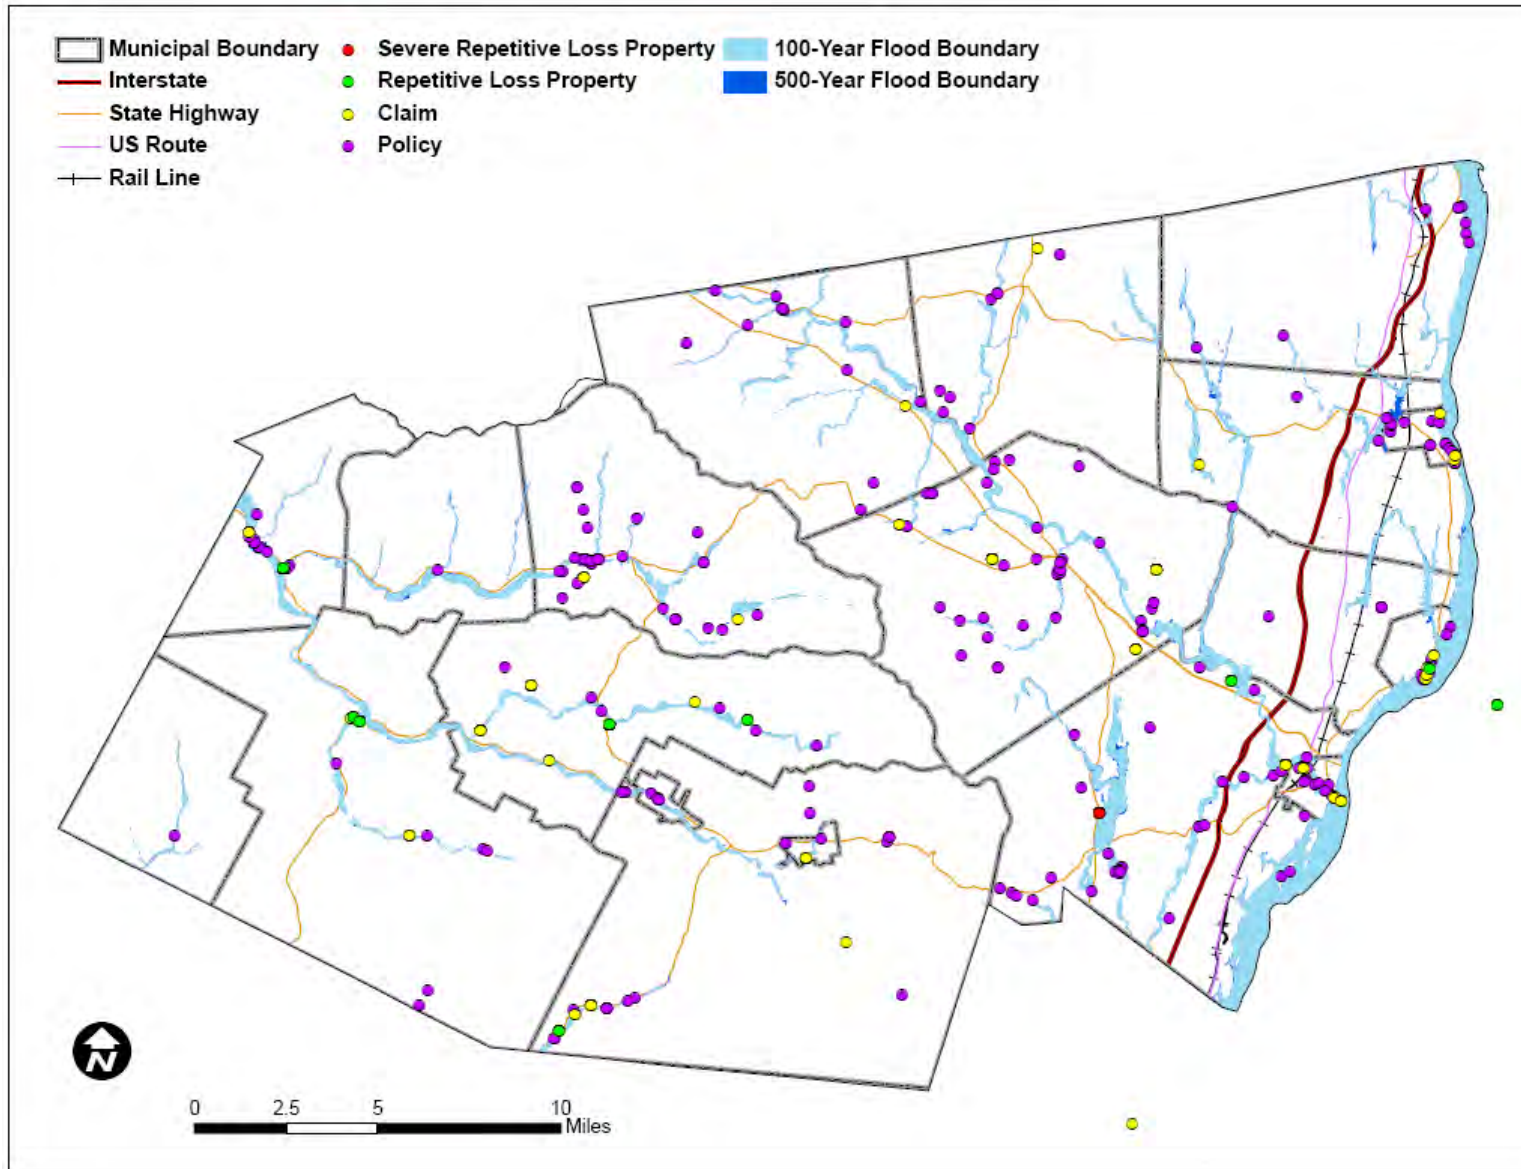 Municipal Boundary
Interstate
State Highway
US Route
Rail Line
Severe Repetitive Loss Property
Repetitive Loss Property
Claim
Policy
100-Year Flood Boundary
500-Year Flood Boundary
N
0 2.5 5 10
Miles